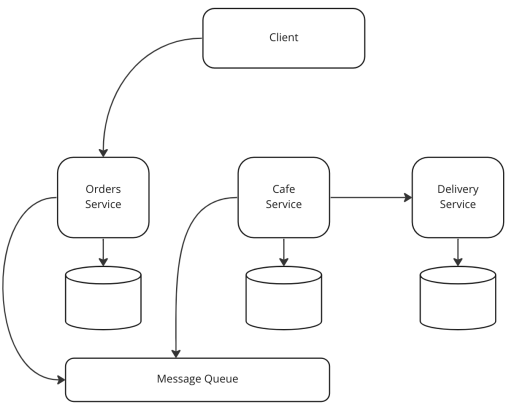 Client
Orders
Service
Cafe
Service
Delivery
Service
Message Queue